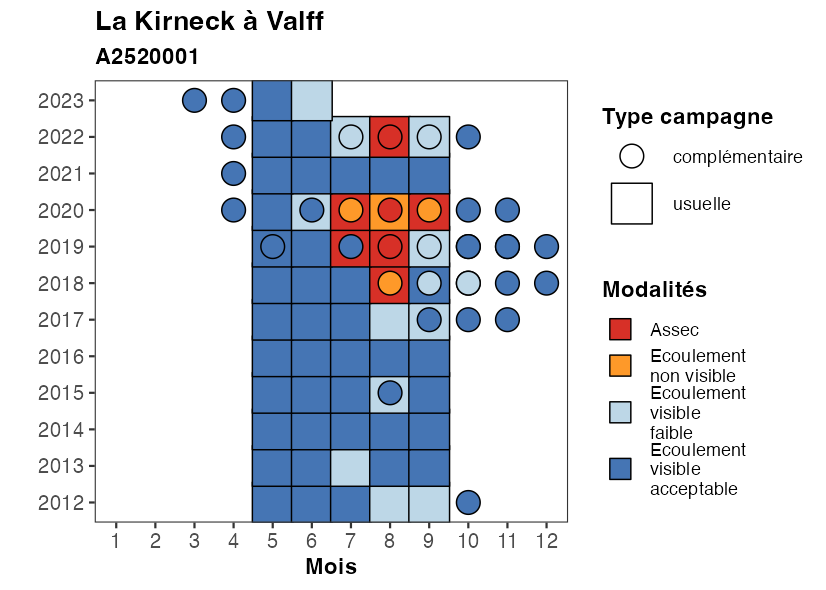 La Kirneck à Valff
A2520001
2023
2022
2021
2020
2019
2018
2017
2016
2015
2014
2013
2012
1 2 3 4 5 6 7 8 9 10 11 12
Mois
Type campagne
complémentaire
usuelle
Modalités
Assec
Ecoulement
non visible
Ecoulement
visible
faible
Ecoulement
visible
acceptable